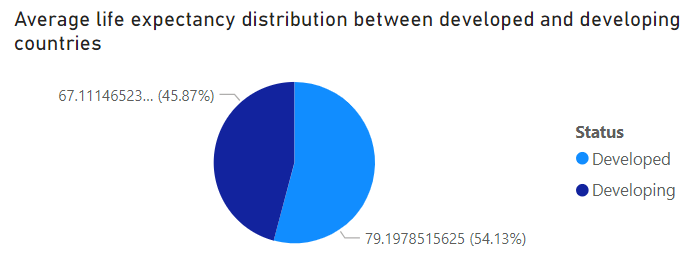 Average life expectancy distribution between developed and developing
countries
67.11146523... (45.87%)
Status
Developed
Developing
79.1978515625 (54.13%)